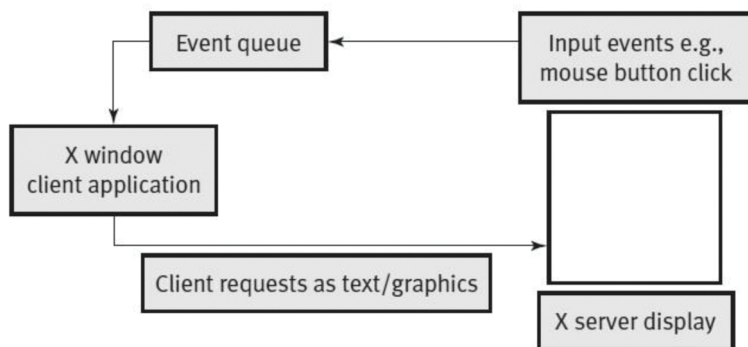 Event queue
Input events e.g.,
mouse button click
X window
client application
Client requests as text/graphics
X server display